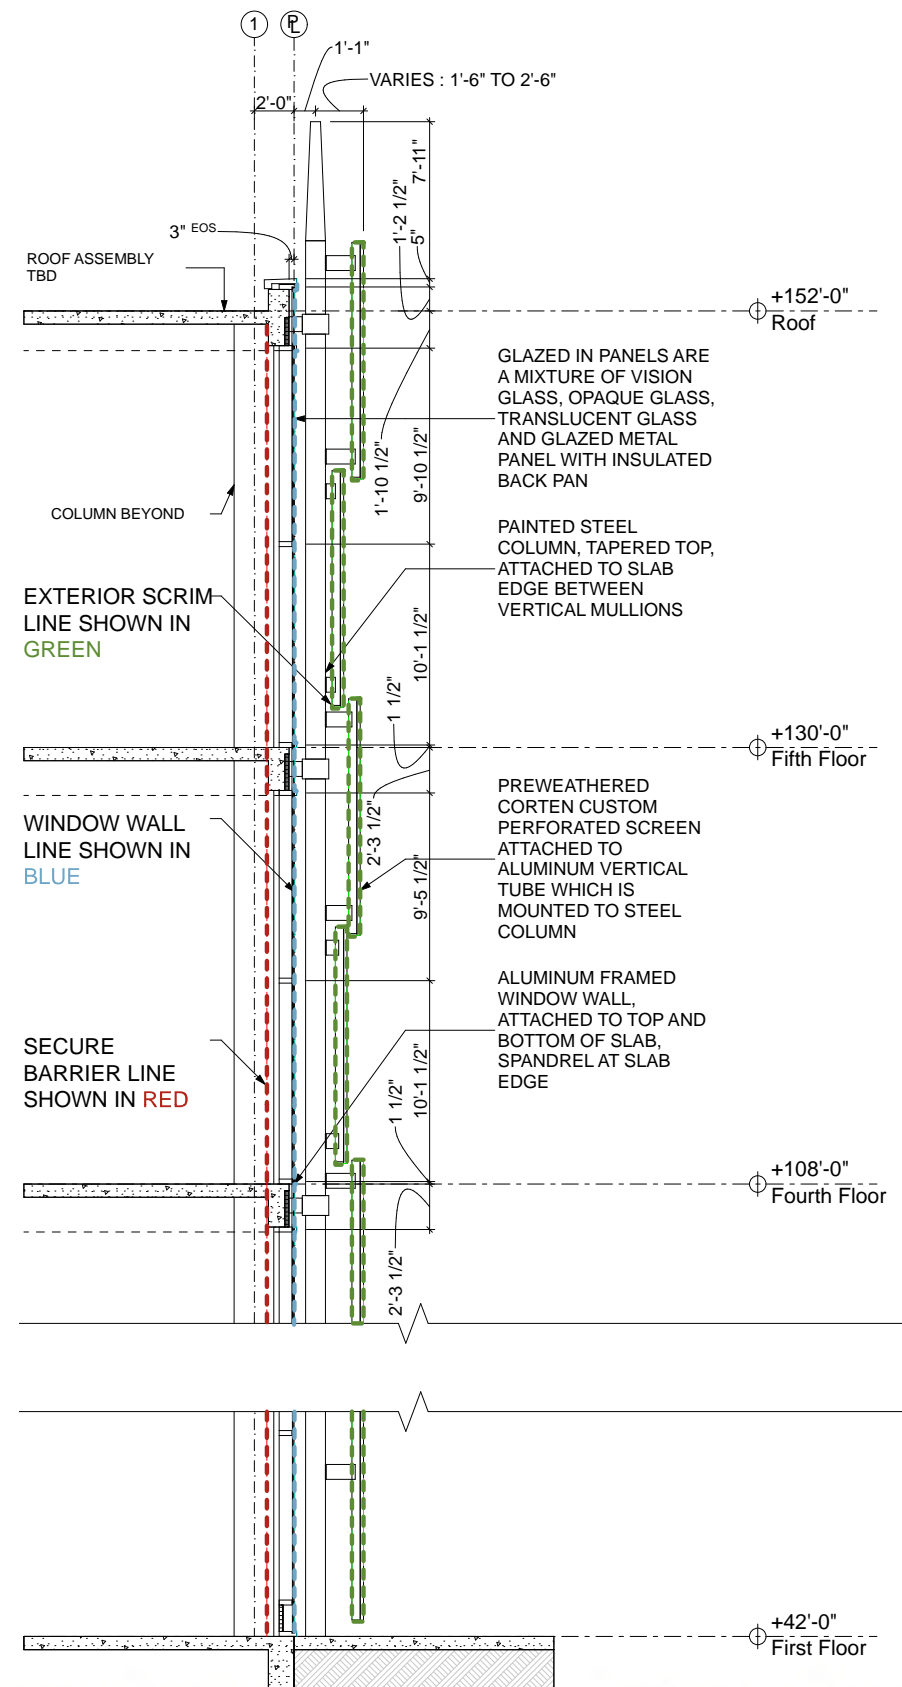 1
PL
1'-1"
VARIES : 1'-6" TO 2'-6"
2'-0"
7'-11"
1'-2 1/2"
5"
3" EOS
ROOF ASSEMBLY
TBD
+152'-0"
Roof
GLAZED IN PANELS ARE
A MIXTURE OF VISION
GLASS, OPAQUE GLASS,
TRANSLUCENT GLASS
AND GLAZED METAL
PANEL WITH INSULATED
BACK PAN
1'-10 1/2"
9'-10 1/2"
COLUMN BEYOND
PAINTED STEEL
COLUMN, TAPERED TOP,
ATTACHED TO SLAB
EDGE BETWEEN
VERTICAL MULLIONS
EXTERIOR SCRIM
LINE SHOWN IN
GREEN
10'-1 1/2"
1 1/2"
+130'-0"
Fifth Floor
2'-3 1/2"
9'-5 1/2"
PREWEATHERED
CORTEN CUSTOM
PERFORATED SCREEN
ATTACHED TO
ALUMINUM VERTICAL
TUBE WHICH IS
MOUNTED TO STEEL
COLUMN
WINDOW WALL
LINE SHOWN IN
BLUE
ALUMINUM FRAMED
WINDOW WALL,
ATTACHED TO TOP AND
BOTTOM OF SLAB,
SPANDREL AT SLAB
EDGE
SECURE
BARRIER LINE
SHOWN IN RED
10'-1 1/2"
1 1/2"
+108'-0"
Fourth Floor
2'-3 1/2"
+42'-0"
First Floor